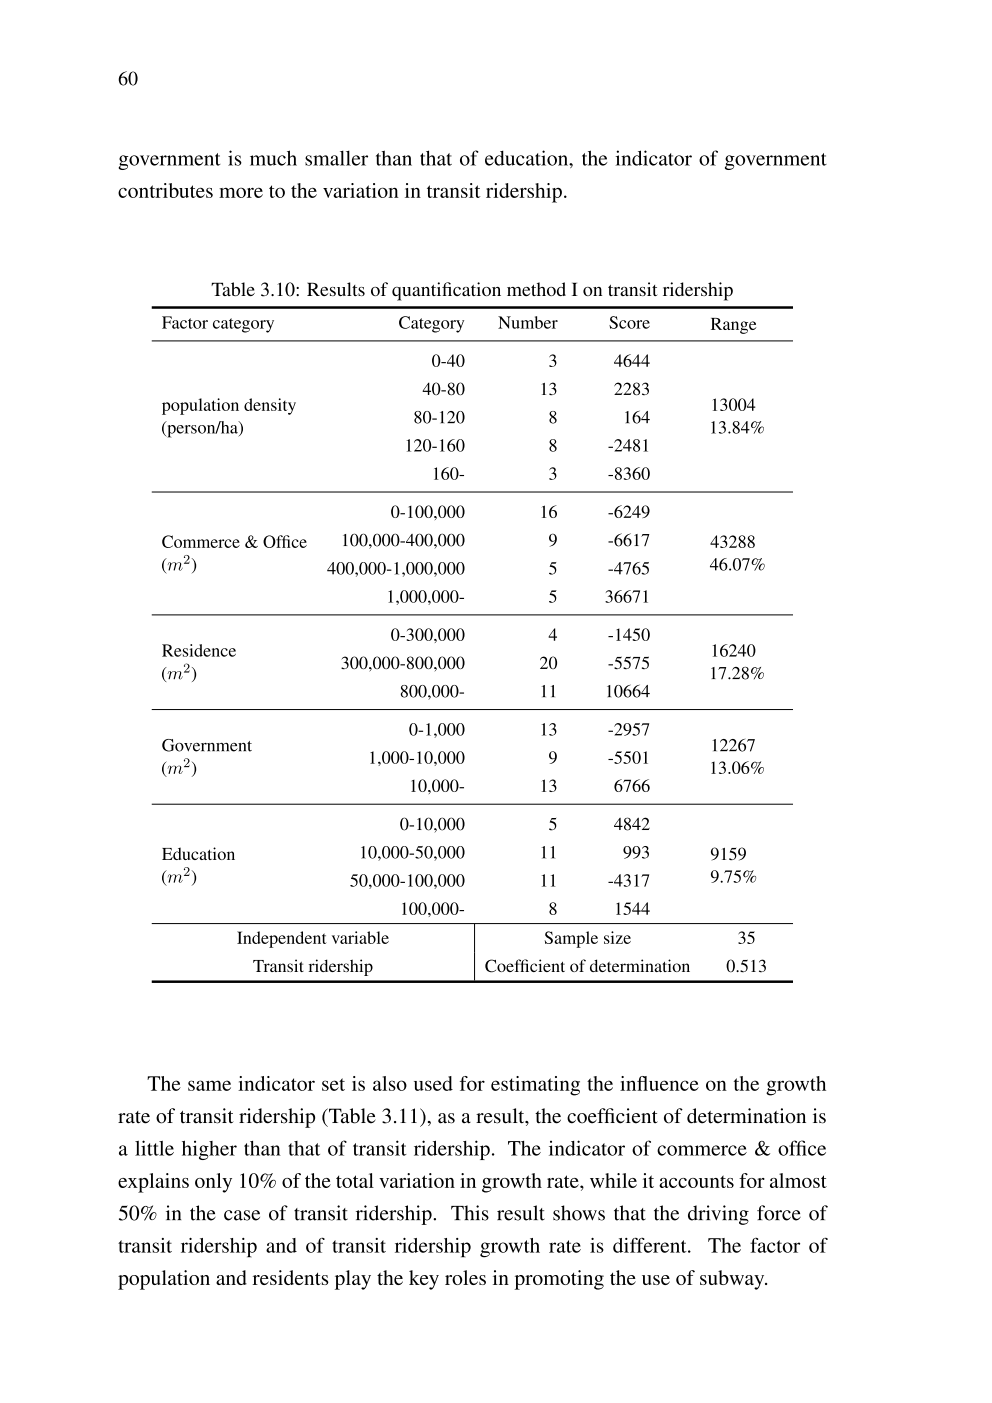 60
government is much smaller than that of education, the indicator of government
contributes more to the variation in transit ridership.
Table 3.10: Results of quantification method I on transit ridership
Factor category Category Number Score Range
0-40 3 4644
40-80 13 2283
population density (person/ha) 80-120 8 164 13004 13.84%
120-160 8 -2481
160- 3 -8360
0-100,000 16 -6249
Commerce & Office 100,000-400,000 9 -6617 43288
(m²) 400,000-1,000,000 5 -4765 46.07%
1,000,000- 5 36671
0-300,000 4 -1450
Residence (m²) 300,000-800,000 20 -5575 16240 17.28%
800,000- 11 10664
0-1,000 13 -2957
Government (m²) 1,000-10,000 9 -5501 12267 13.06%
10,000- 13 6766
0-10,000 5 4842
Education 10,000-50,000 11 993 9159
(m²) 50,000-100,000 11 -4317 9.75%
100,000- 8 1544
Independent variable Sample size 35
Transit ridership Coefficient of determination 0.513
The same indicator set is also used for estimating the influence on the growth
rate of transit ridership (Table 3.11), as a result, the coefficient of determination is
a little higher than that of transit ridership. The indicator of commerce & office
explains only 10% of the total variation in growth rate, while it accounts for almost
50% in the case of transit ridership. This result shows that the driving force of
transit ridership and of transit ridership growth rate is different. The factor of
population and residents play the key roles in promoting the use of subway.